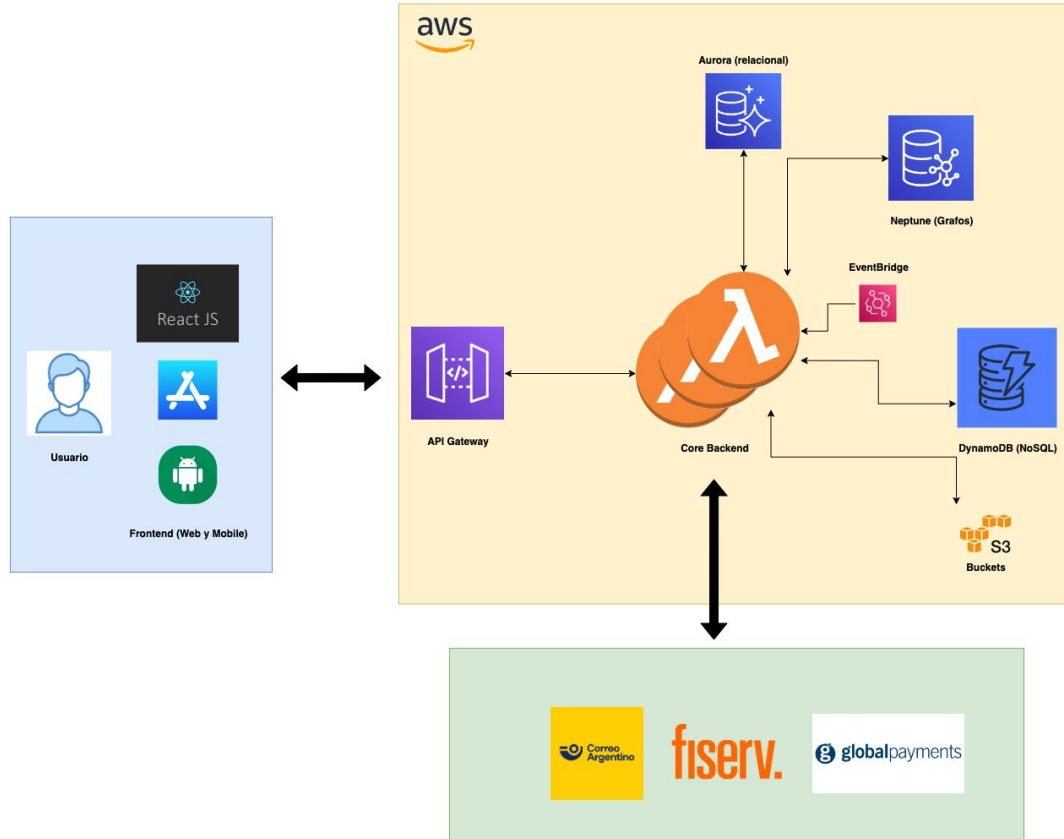 aws
Aurora (relacional)
Neptune (Grafos)
EventBridge
React JS
</>
API Gateway
Core Backend
DynamoDB (NoSQL)
Usuario
Frontend (Web y Mobile)
S3
Buckets
Correo
Argentino
fiserv.
g globalpayments